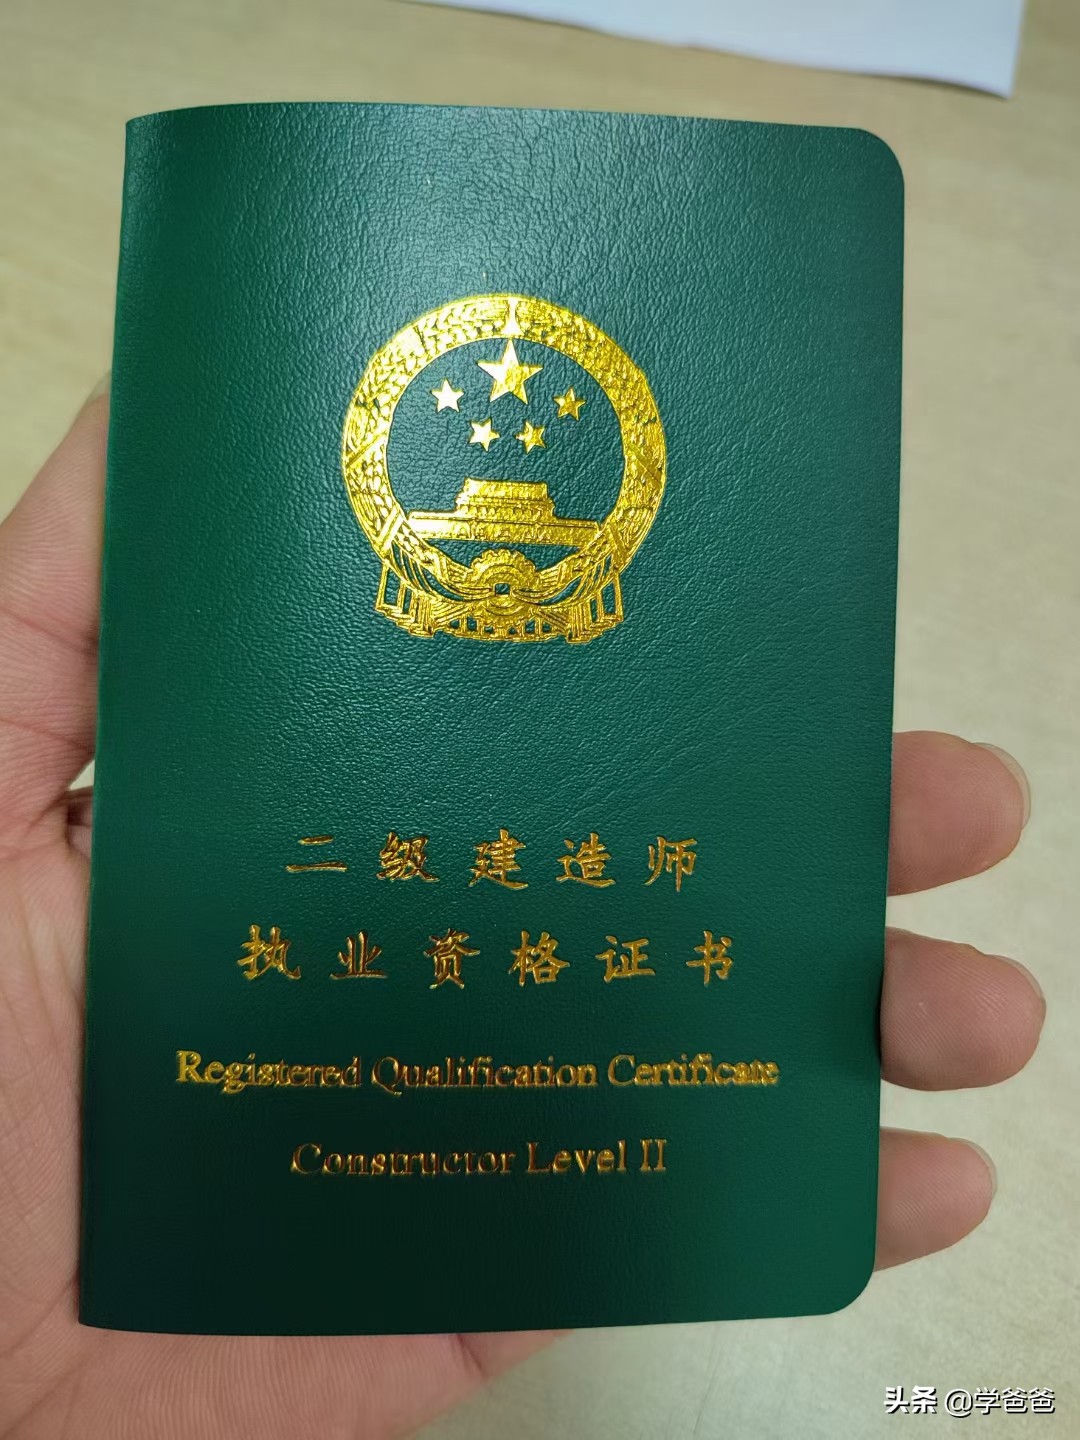 二级建造师
执业资格证书
Registered Qualification Certificate
Constructor Level II
头条 @学爸爸